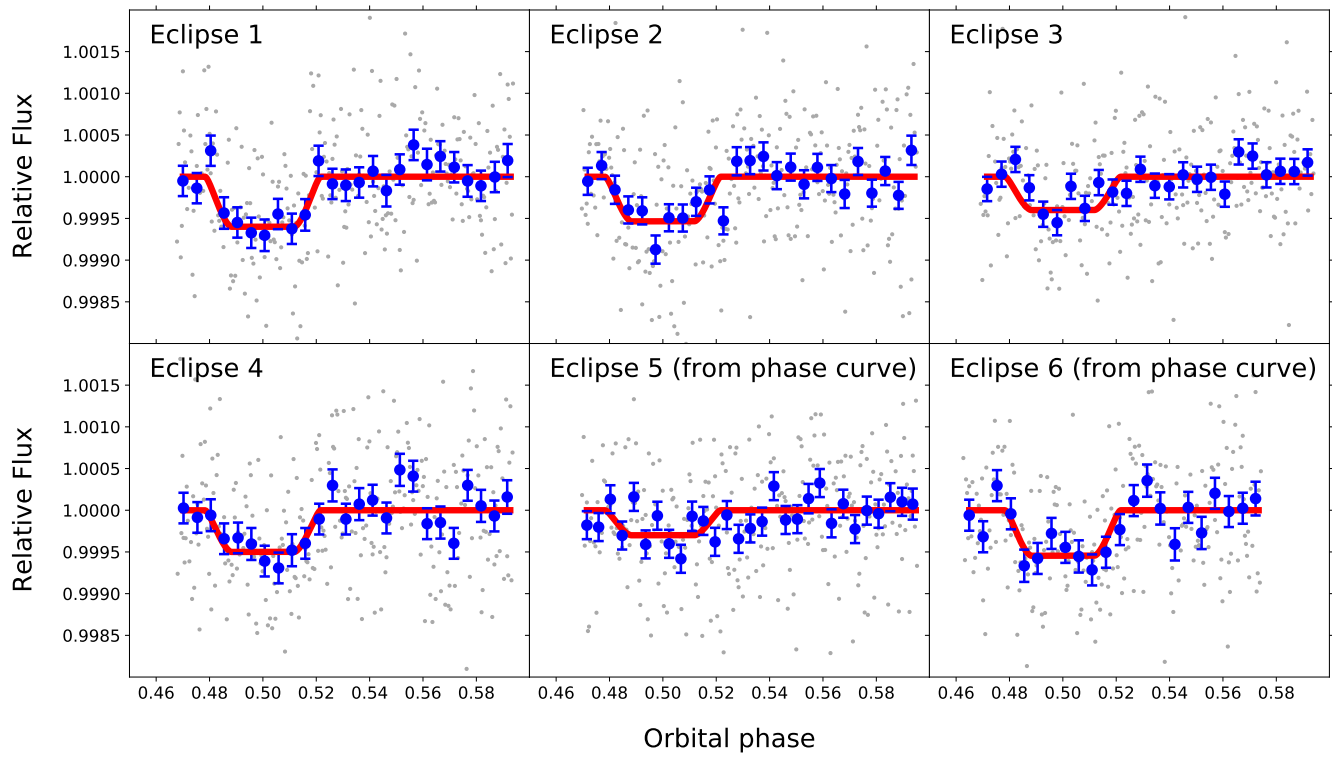 Eclipse 1
Eclipse 2
Eclipse 3
Relative Flux
1.0015
1.0010
1.0005
1.0000
0.9995
0.9990
0.9985
Eclipse 4
Eclipse 5 (from phase curve)
Eclipse 6 (from phase curve)
Relative Flux
1.0015
1.0010
1.0005
1.0000
0.9995
0.9990
0.9985
0.46 0.48 0.50 0.52 0.54 0.56 0.58
0.46 0.48 0.50 0.52 0.54 0.56 0.58
0.46 0.48 0.50 0.52 0.54 0.56 0.58
Orbital phase